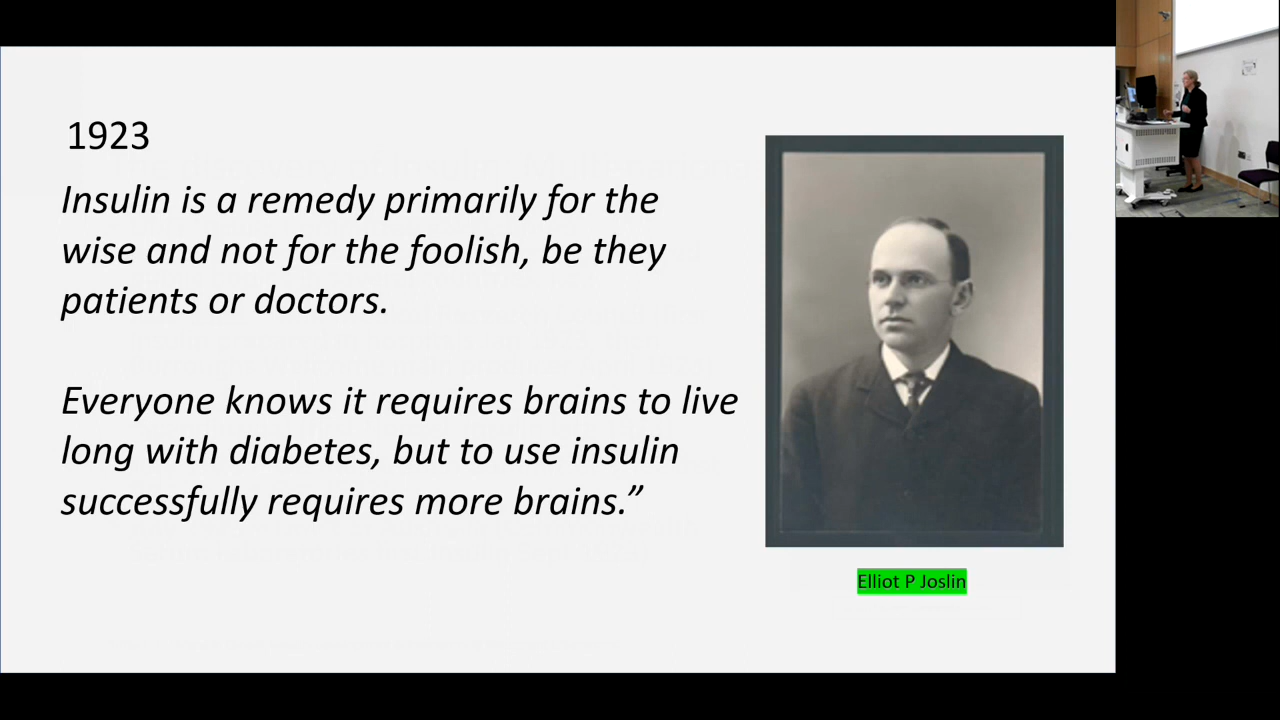 1923
Insulin is a remedy primarily for the
wise and not for the foolish, be they
patients or doctors.
Everyone knows it requires brains to live
long with diabetes, but to use insulin
successfully requires more brains.”
Elliot P Joslin